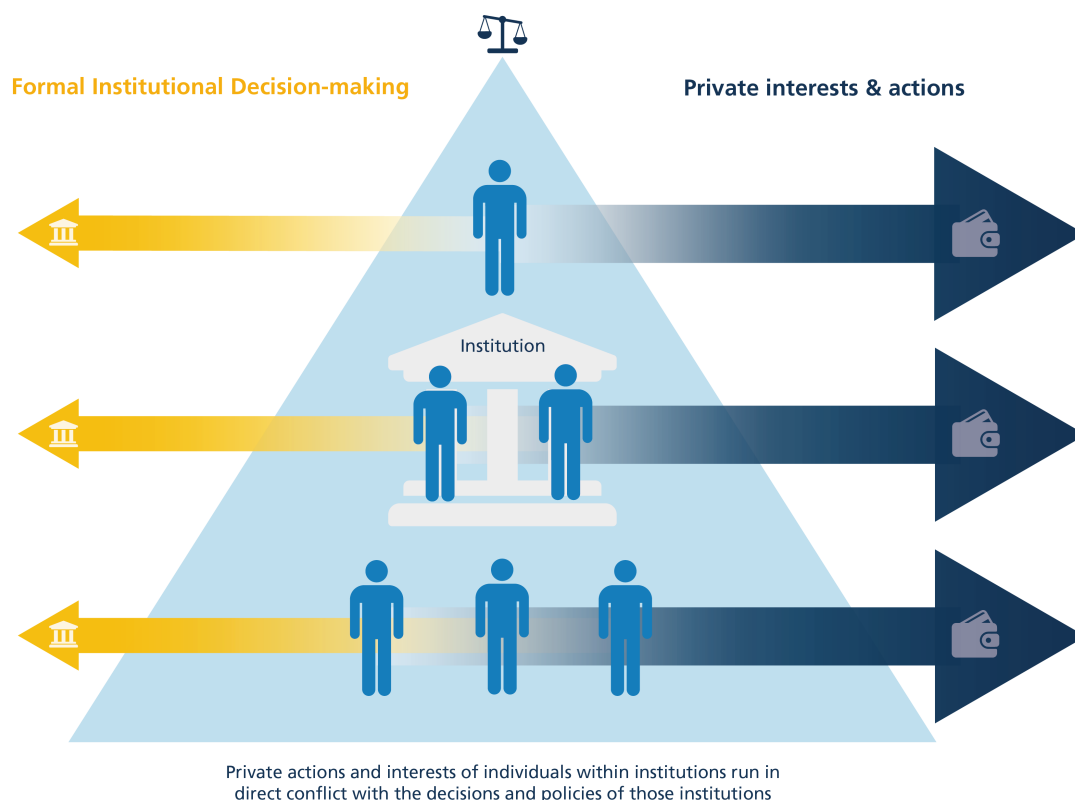 Formal Institutional Decision-making
Private interests & actions
Institution
Private actions and interests of individuals within institutions run in
direct conflict with the decisions and policies of those institutions